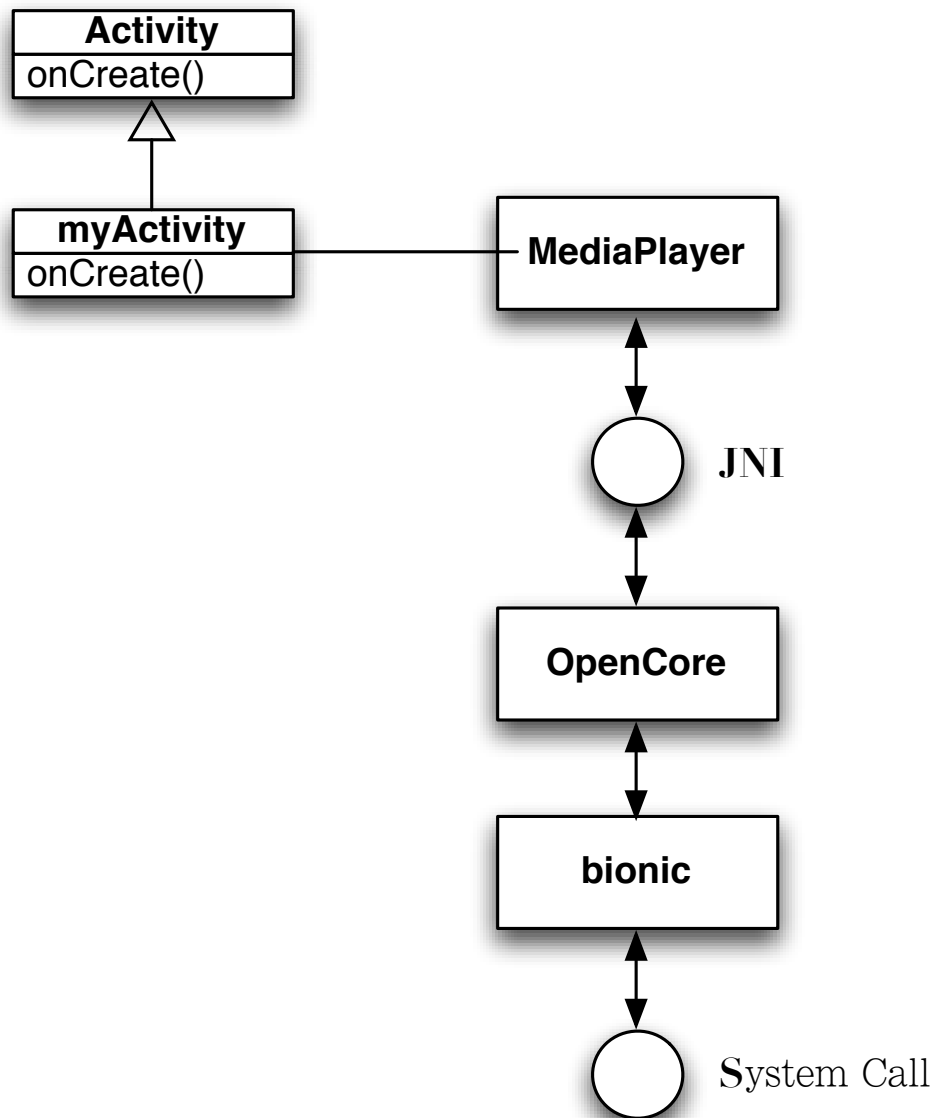 Activity
onCreate()
myActivity
onCreate()
MediaPlayer
JNI
OpenCore
bionic
System Call